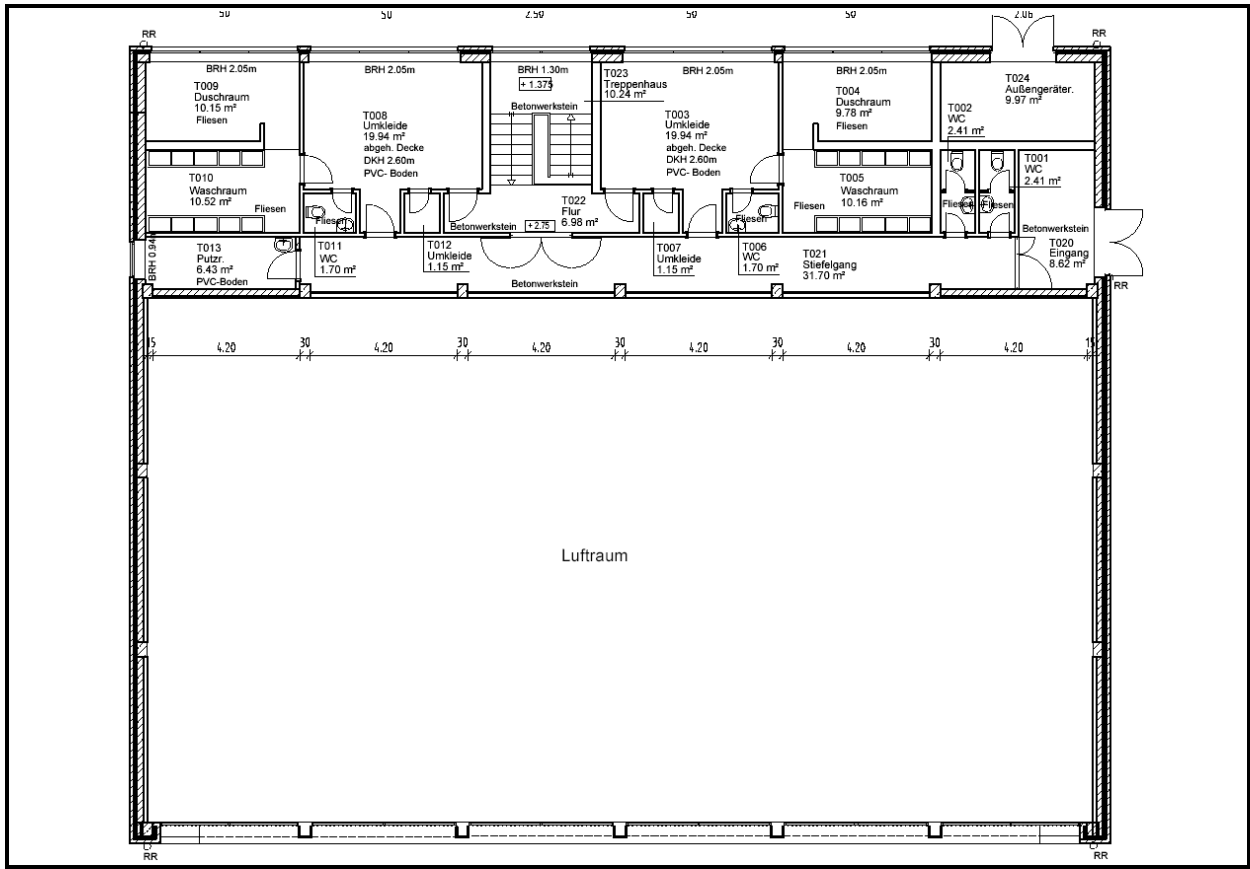 50
50
2.50
50
50
2.06
RR
RR
BRH 2.05m
BRH 2.05m
BRH 1.30m
+ 1.375
Betonwerkstein
BRH 2.05m
BRH 2.05m
T009
Duschraum
10.15 m²
Fliesen
T008
Umkleide
19.94 m²
abgeh. Decke
DKH 2.60m
PVC- Boden
T023
Treppenhaus
10.24 m²
T003
Umkleide
19.94 m²
abgeh. Decke
DKH 2.60m
PVC- Boden
T004
Duschraum
9.78 m²
Fliesen
T024
Außengeräter.
9.97 m²
T002
WC
2.41 m²
T001
WC
2.41 m²
T010
Waschraum
10.52 m²
Fliesen
Fliesen
T022
Flur
6.98 m²
Betonwerkstein
+ 2.75
Fliesen
T005
Waschraum
10.16 m²
Fliesen
Fliesen
Fliesen
Betonwerkstein
T020
Eingang
8.62 m²
BRH 0.94
T013
Putzr.
6.43 m²
PVC-Boden
T011
WC
1.70 m²
T012
Umkleide
1.15 m²
Betonwerkstein
T007
Umkleide
1.15 m²
T006
WC
1.70 m²
T021
Stiefelgang
31.70 m²
RR
15
4.20
30
4.20
30
4.20
30
4.20
30
4.20
30
4.20
15
Luftraum
RR
RR